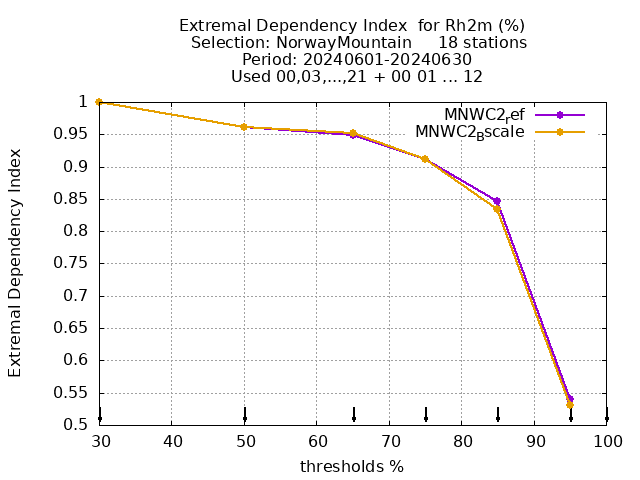 Extremal Dependency Index  for Rh2m (%)
Selection: NorwayMountain     18 stations
Period: 20240601-20240630
Used 00,03,...,21 + 00 01 ... 12
MNWC2ref
MNWC2Bscale
Extremal Dependency Index
1
0.95
0.9
0.85
0.8
0.75
0.7
0.65
0.6
0.55
0.5
30 40 50 60 70 80 90 100
thresholds %